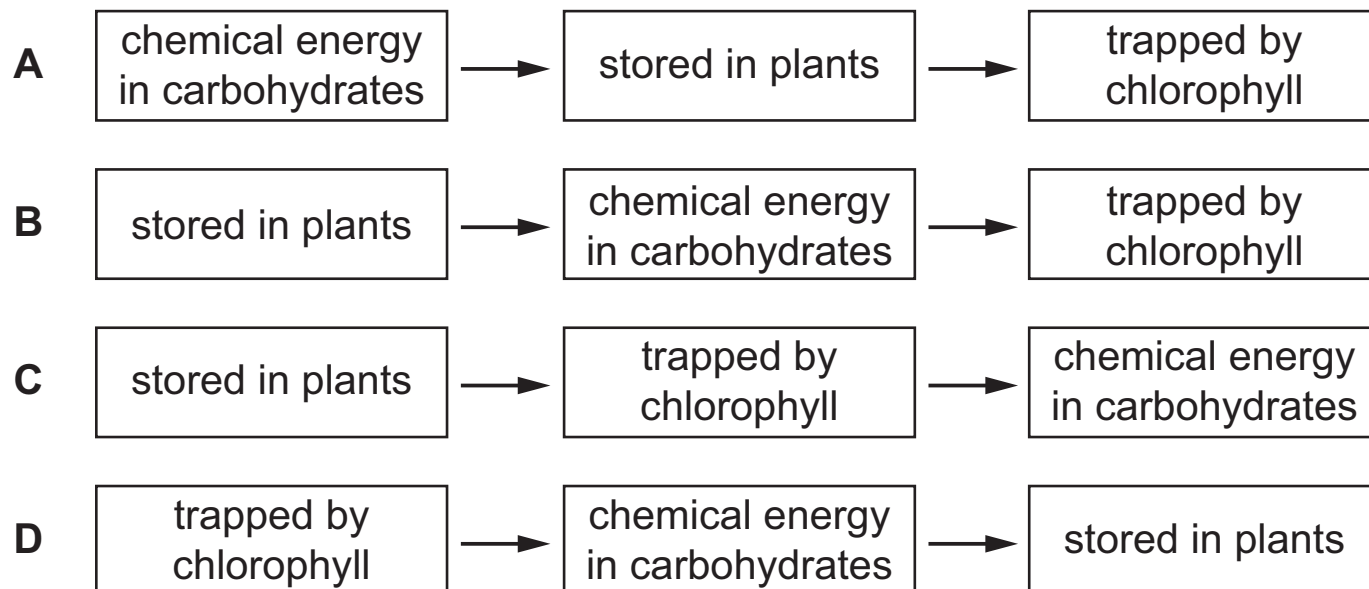 A
chemical energy
in carbohydrates
stored in plants
trapped by
chlorophyll
B
stored in plants
chemical energy
in carbohydrates
trapped by
chlorophyll
C
stored in plants
trapped by
chlorophyll
chemical energy
in carbohydrates
D
trapped by
chlorophyll
chemical energy
in carbohydrates
stored in plants